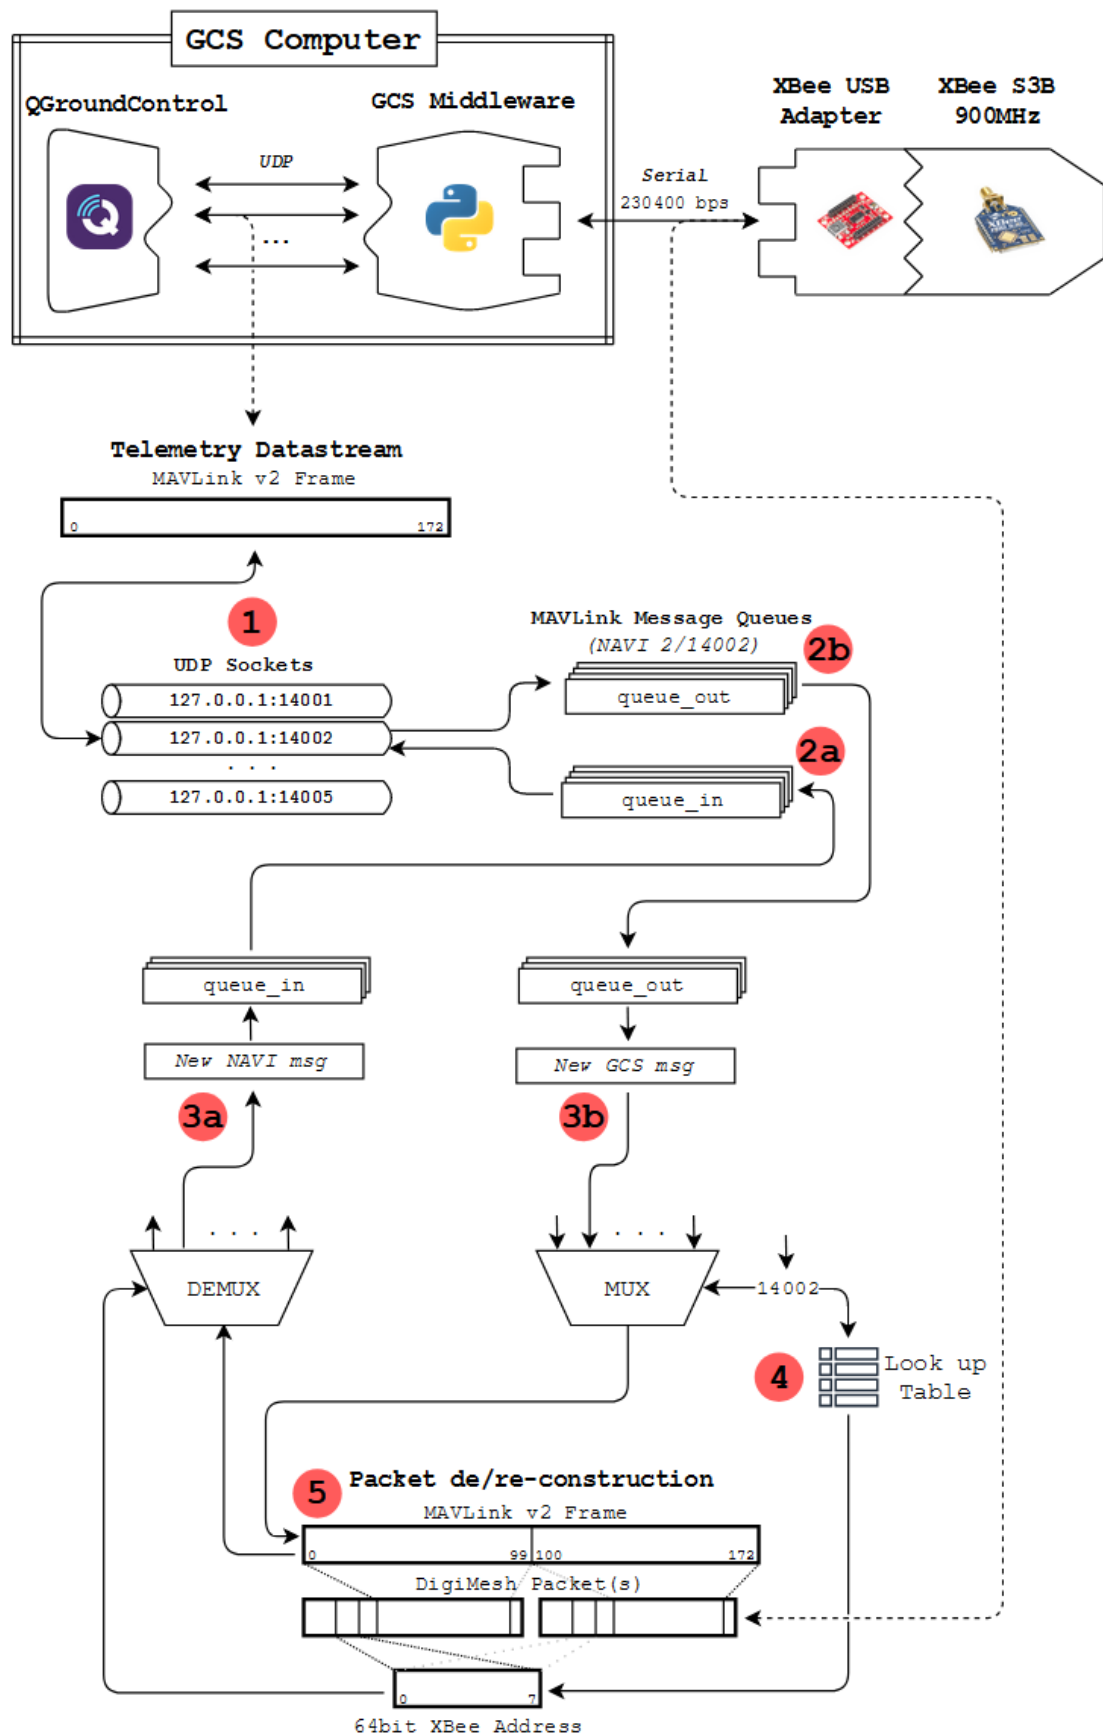 GCS Computer
QGroundControl
GCS Middleware
XBee USB
Adapter
XBee S3B
900MHz
UDP
...
Serial
230400 bps
Telemetry Datastream
MAVLink v2 Frame
0
172
1
UDP Sockets
127.0.0.1:14001
127.0.0.1:14002
. . .
127.0.0.1:14005
MAVLink Message Queues
(NAVI 2/14002)
2b
queue_out
2a
queue_in
queue_in
queue_out
New NAVI msg
New GCS msg
3a
3b
. . .
. . .
DEMUX
MUX
14002
4
Look up
Table
5
Packet de/re-construction
MAVLink v2 Frame
0
99
100
172
DigiMesh Packet(s)
0
7
64bit XBee Address